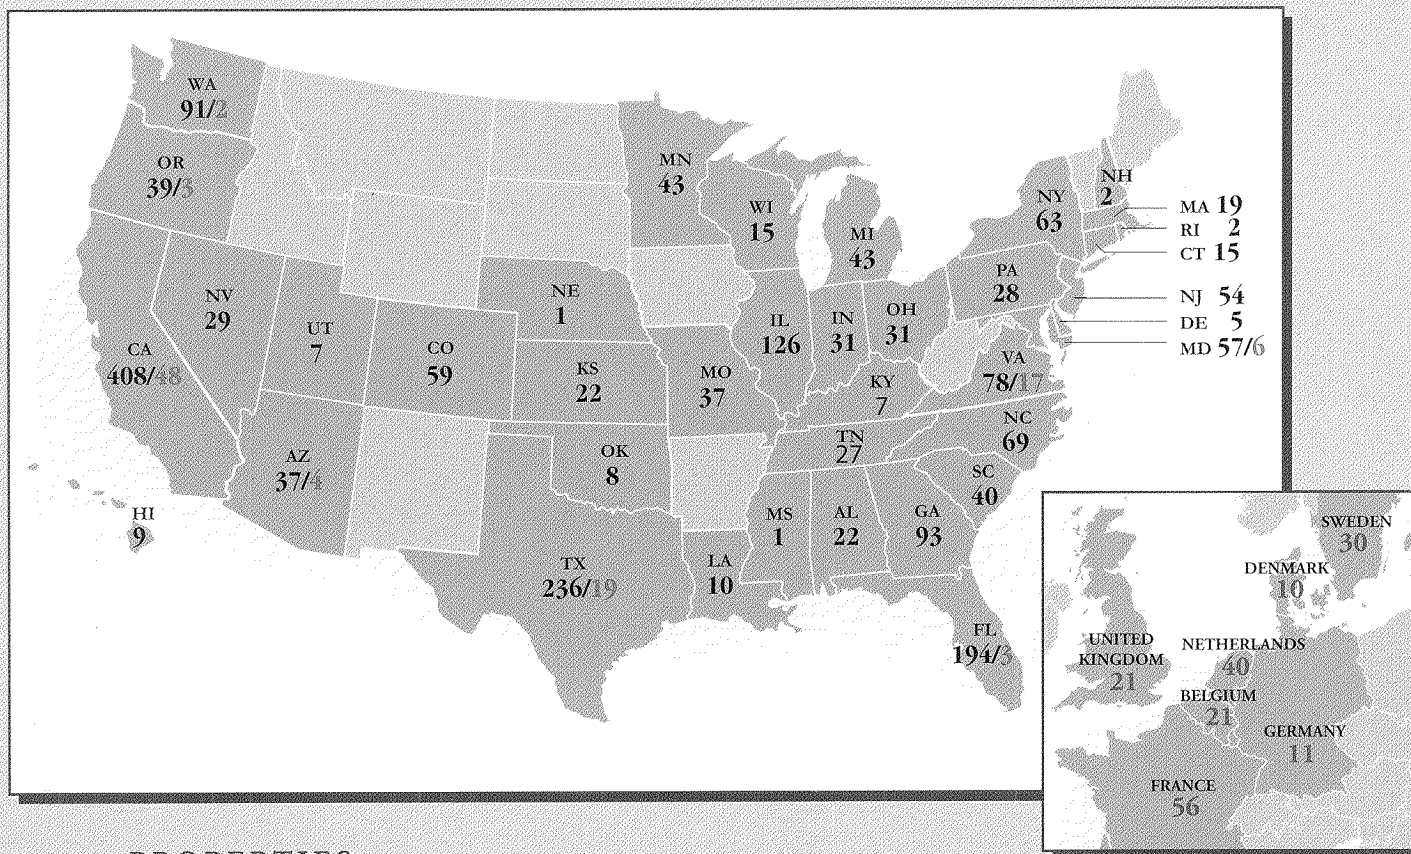 WA
91/2
OR
39/3
CA
408/48
NV
29
UT
7
AZ
37/4
CO
59
HI
9
NE
1
KS
22
OK
8
TX
236/19
MN
43
WI
15
IL
126
MO
37
LA
10
MI
43
IN
31
OH
31
KY
7
TN
27
MS
1
AL
22
GA
93
FL
194/3
SC
40
NC
69
VA
78/17
PA
28
NY
63
NH
2
MA 19
RI 2
CT 15
NJ 54
DE 5
MD 57/6
SWEDEN
30
DENMARK
10
UNITED
KINGDOM
21
NETHERLANDS
40
BELGIUM
21
GERMANY
11
FRANCE
56
PROPERTIES